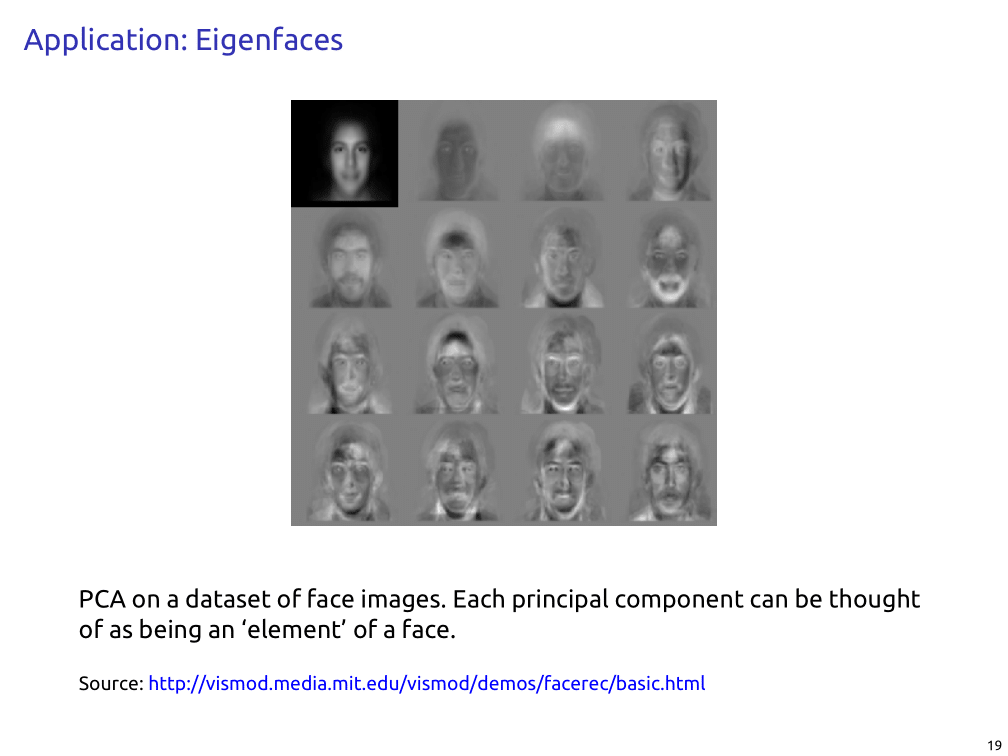 Application: Eigenfaces
PCA on a dataset of face images. Each principal component can be thought
of as being an ‘element’ of a face.
Source: http://vismod.media.mit.edu/vismod/demos/facerec/basic.html
19